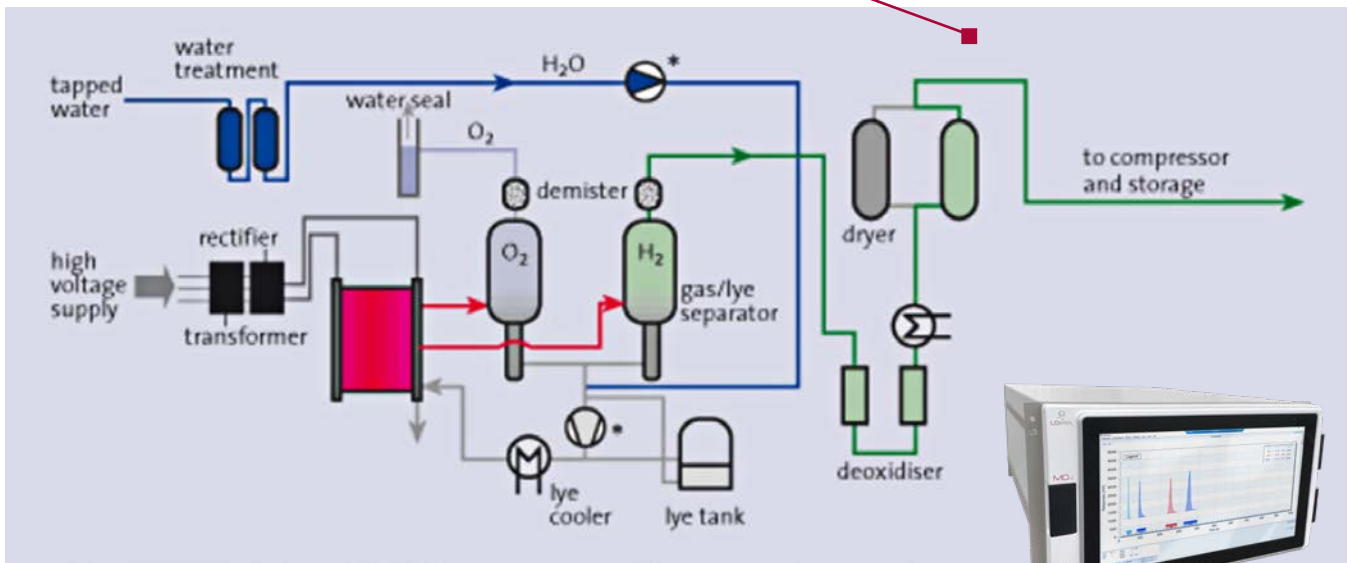 water
treatment
tapped
water
H₂O
*
water seal
O₂
demister
to compressor
and storage
dryer
rectifier
high
voltage
supply
transformer
O₂
H₂
gas/lye
separator
*
lye
cooler
lye tank
deoxidiser